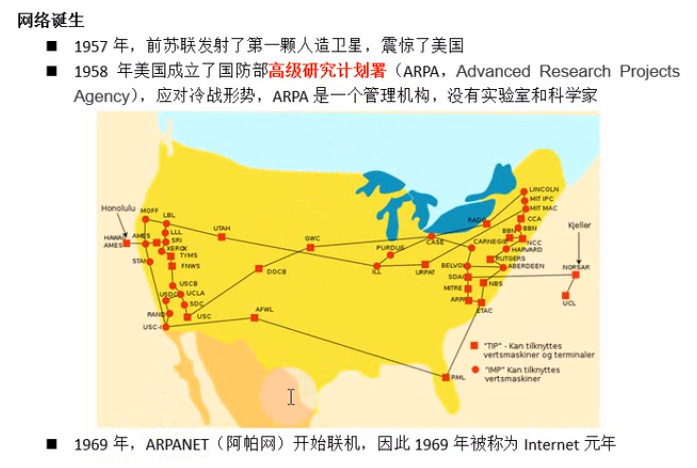 网络诞生
■ 1957 年，前苏联发射了第一颗人造卫星，震惊了美国
■ 1958 年美国成立了国防部高级研究计划署（ARPA，Advanced Research Projects
Agency），应对冷战形势，ARPA 是一个管理机构，没有实验室和科学家
LINCOLN
MIT IPC
MIT MAC
Honolulu
MOFF
LBL
RADC
CCA
BBN
BBN
Kjeller
HAWAII
AMES
AMES
LLL
SRI
XEROX
UTAH
GWC
PURDUE
CASE
CARNEGIE
NCC
HARVARD
STAN
TYMS
FNWS
DOCB
ILL
URPAT
BELVOIR
RUTGERS
ABERDEEN
NORSAR
SDAC
NBS
USCB
UCLA
MITRE
SDC
ARPA
ETAC
UCL
RAND
USC
AFWL
USC-I
RML
"TIP" - Kan tilknyttes
vertsmaskiner og terminaler
"IMP" Kan tilknyttes
vertsmaskiner
■ 1969 年，ARPANET（阿帕网）开始联机，因此 1969 年被称为 Internet 元年